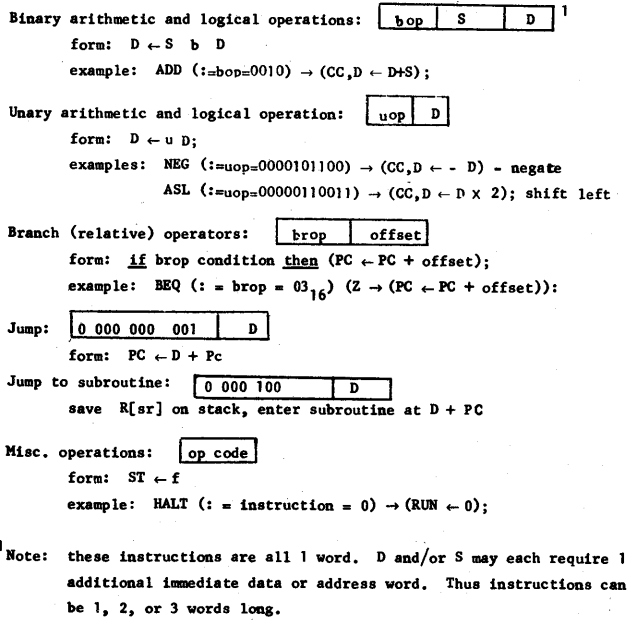 Binary arithmetic and logical operations: bop S D 1
form: D ← S b D
example: ADD (:=bop=0010) → (CC,D ← D+S);
Unary arithmetic and logical operation: uop D
form: D ← u D;
examples: NEG (:=uop=0000101100) → (CC,D ← - D) - negate
ASL (:=uop=00000110011) → (CC,D ← D X 2); shift left
Branch (relative) operators: brop offset
form: if brop condition then (PC ← PC + offset);
example: BEQ (: = brop = 03₁₆) (Z → (PC ← PC + offset)):
Jump: 0 000 000 001 D
form: PC ← D + Pc
Jump to subroutine: 0 000 100 D
save R[sr] on stack, enter subroutine at D + PC
Misc. operations: op code
form: ST ← f
example: HALT (: = instruction = 0) → (RUN ← 0);
1 Note: these instructions are all 1 word. D and/or S may each require 1
additional immediate data or address word. Thus instructions can
be 1, 2, or 3 words long.